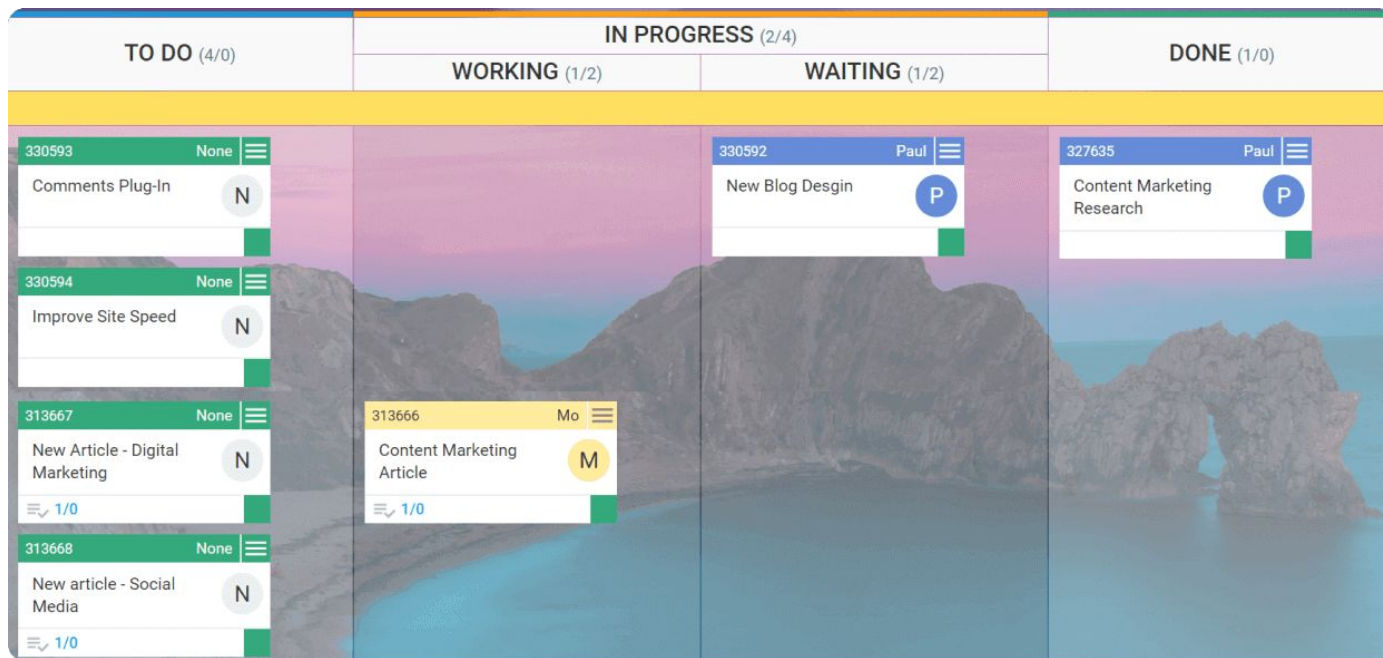 TO DO (4/0)
IN PROGRESS (2/4)
WORKING (1/2)
WAITING (1/2)
DONE (1/0)
330593 None
Comments Plug-In
N
330594 None
Improve Site Speed
N
313667 None
New Article - Digital
Marketing
N
1/0
313668 None
New article - Social
Media
N
1/0
313666 Mo
Content Marketing
Article
M
1/0
330592 Paul
New Blog Desgin
P
327635 Paul
Content Marketing
Research
P